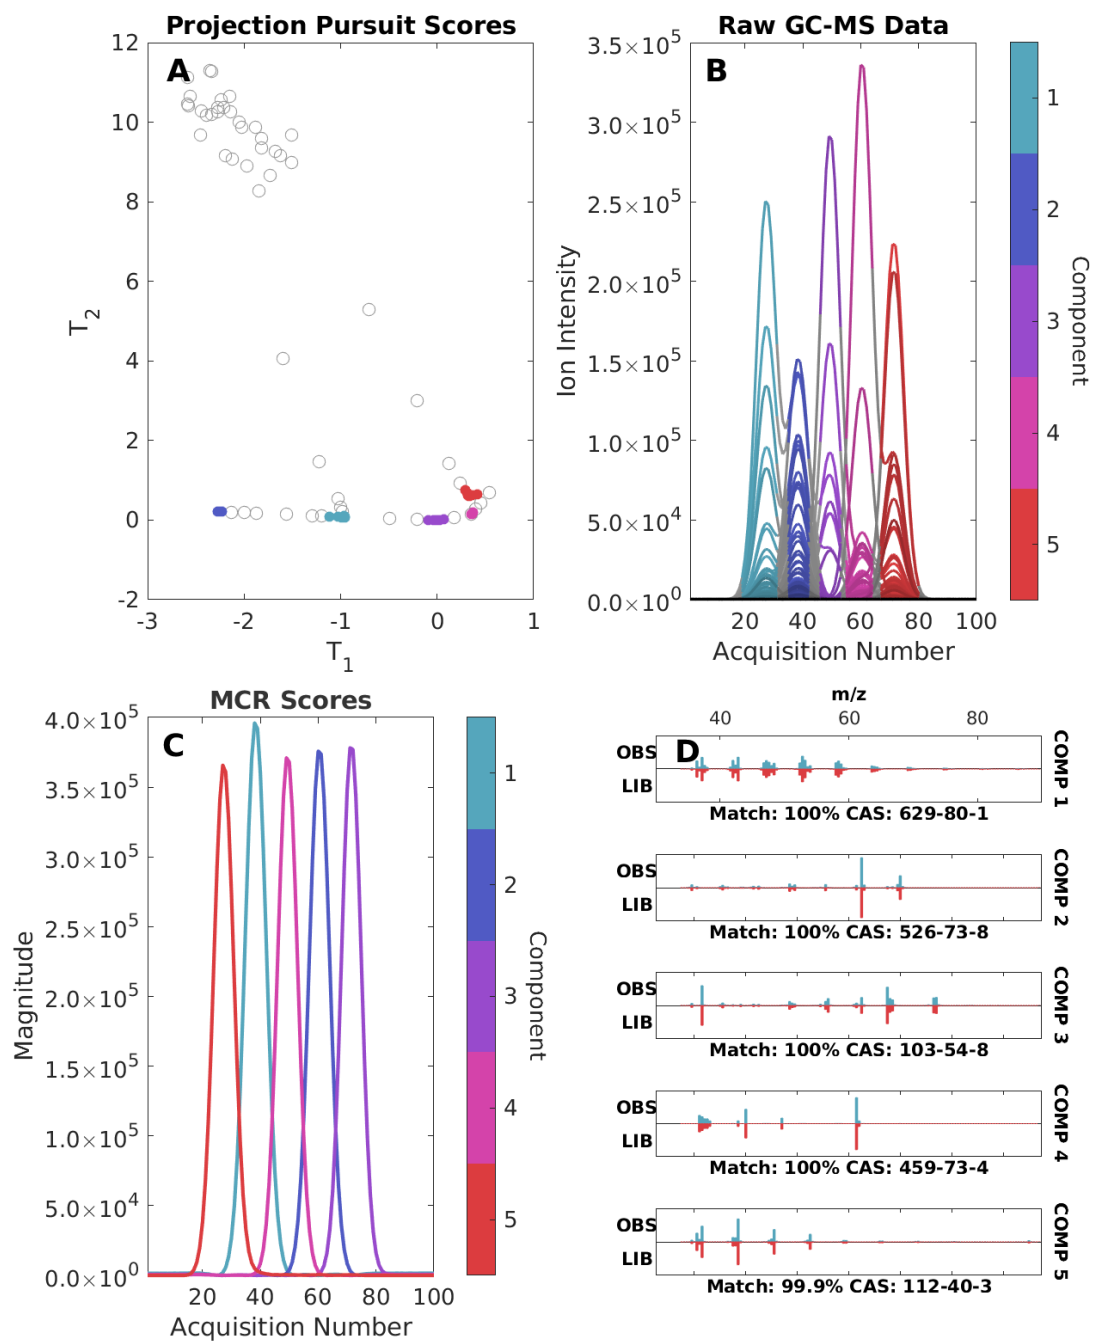 Projection Pursuit Scores
A
12
10
8
6
4
2
0
-2
-3
-2
-1
0
1
T2
T1
Raw GC-MS Data
B
3.5×10^5
3.0×10^5
2.5×10^5
2.0×10^5
1.5×10^5
1.0×10^5
5.0×10^4
0.0×10^0
20 40 60 80 100
Ion Intensity
Acquisition Number
1
2
3
4
5
Component
MCR Scores
C
4.0×10^5
3.5×10^5
3.0×10^5
2.5×10^5
2.0×10^5
1.5×10^5
1.0×10^5
5.0×10^4
0.0×10^0
20 40 60 80 100
Magnitude
Acquisition Number
1
2
3
4
5
Component
m/z
40 60 80
D
OBS
LIB
COMP 1
Match: 100% CAS: 629-80-1
OBS
LIB
COMP 2
Match: 100% CAS: 526-73-8
OBS
LIB
COMP 3
Match: 100% CAS: 103-54-8
OBS
LIB
COMP 4
Match: 100% CAS: 459-73-4
OBS
LIB
COMP 5
Match: 99.9% CAS: 112-40-3